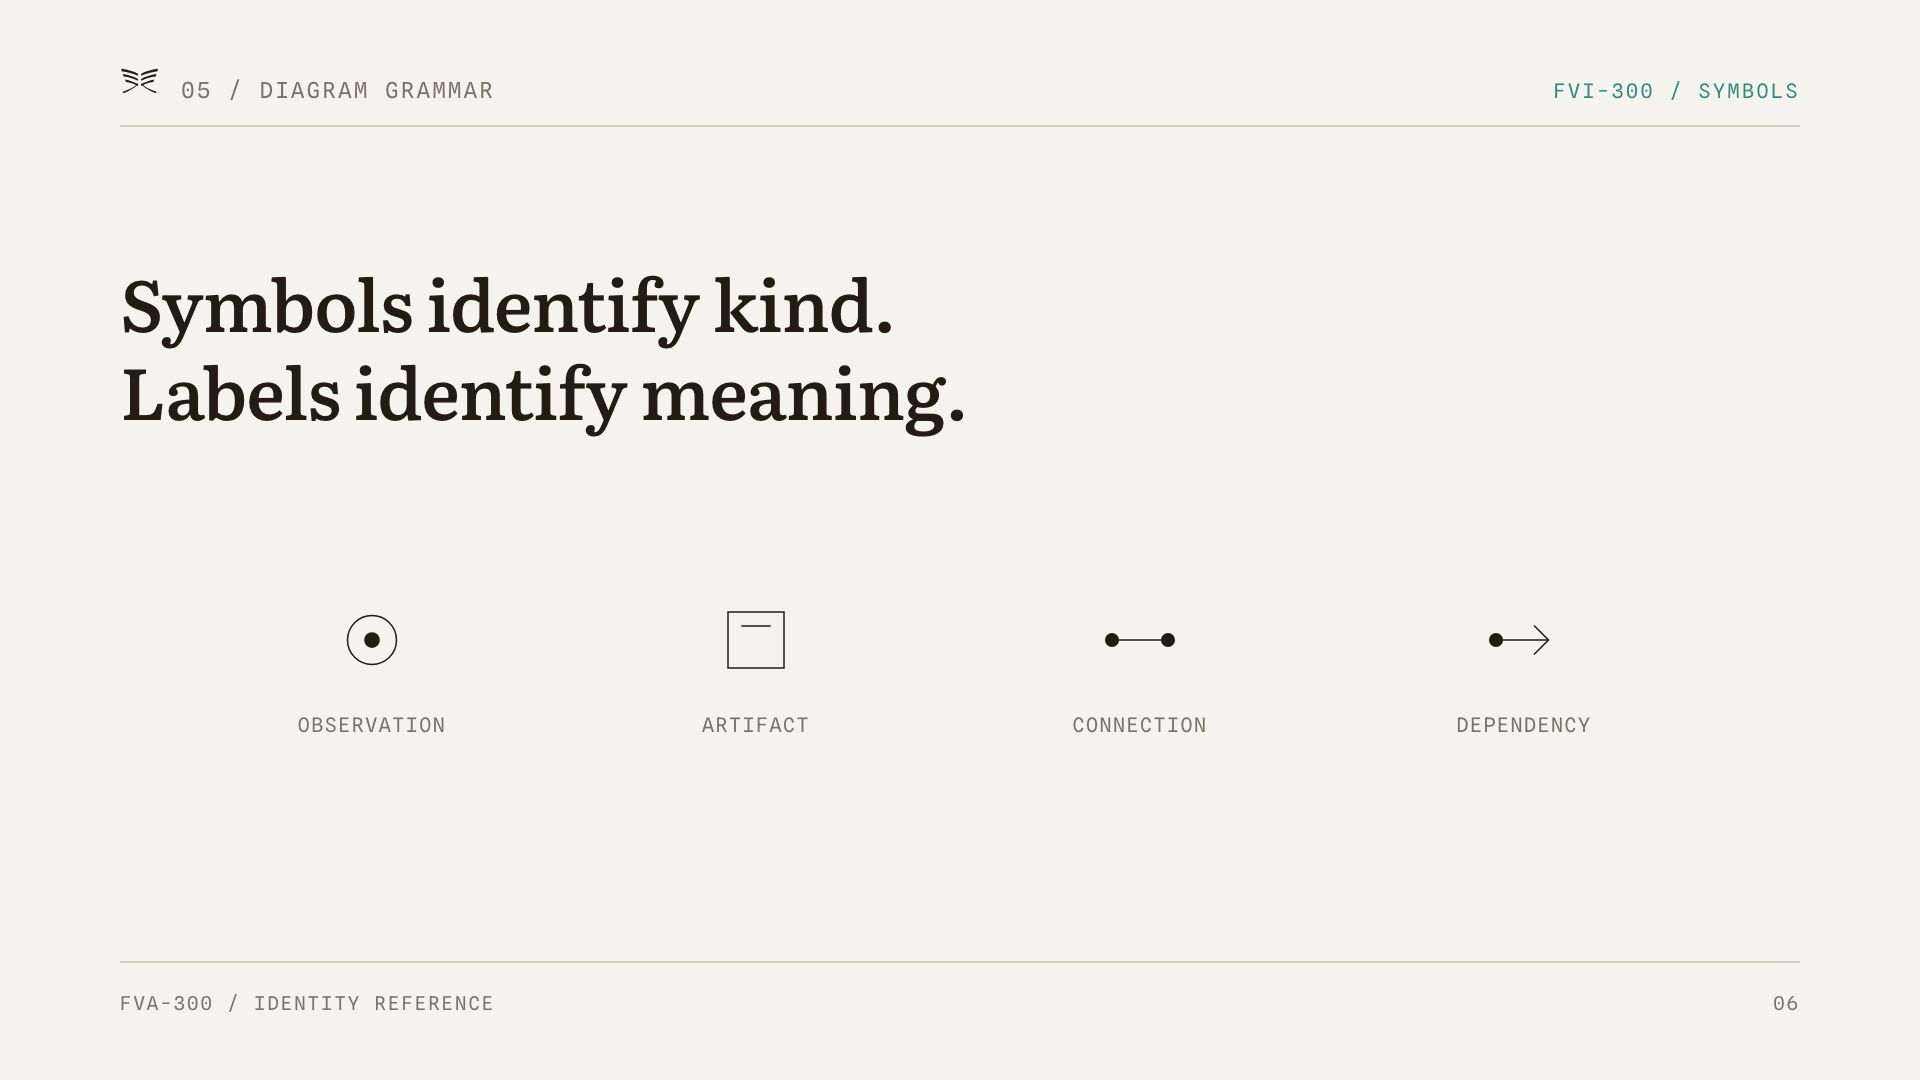 05 / DIAGRAM GRAMMAR
FVI-300 / SYMBOLS
Symbols identify kind.
Labels identify meaning.
OBSERVATION
ARTIFACT
CONNECTION
DEPENDENCY
FVA-300 / IDENTITY REFERENCE
06